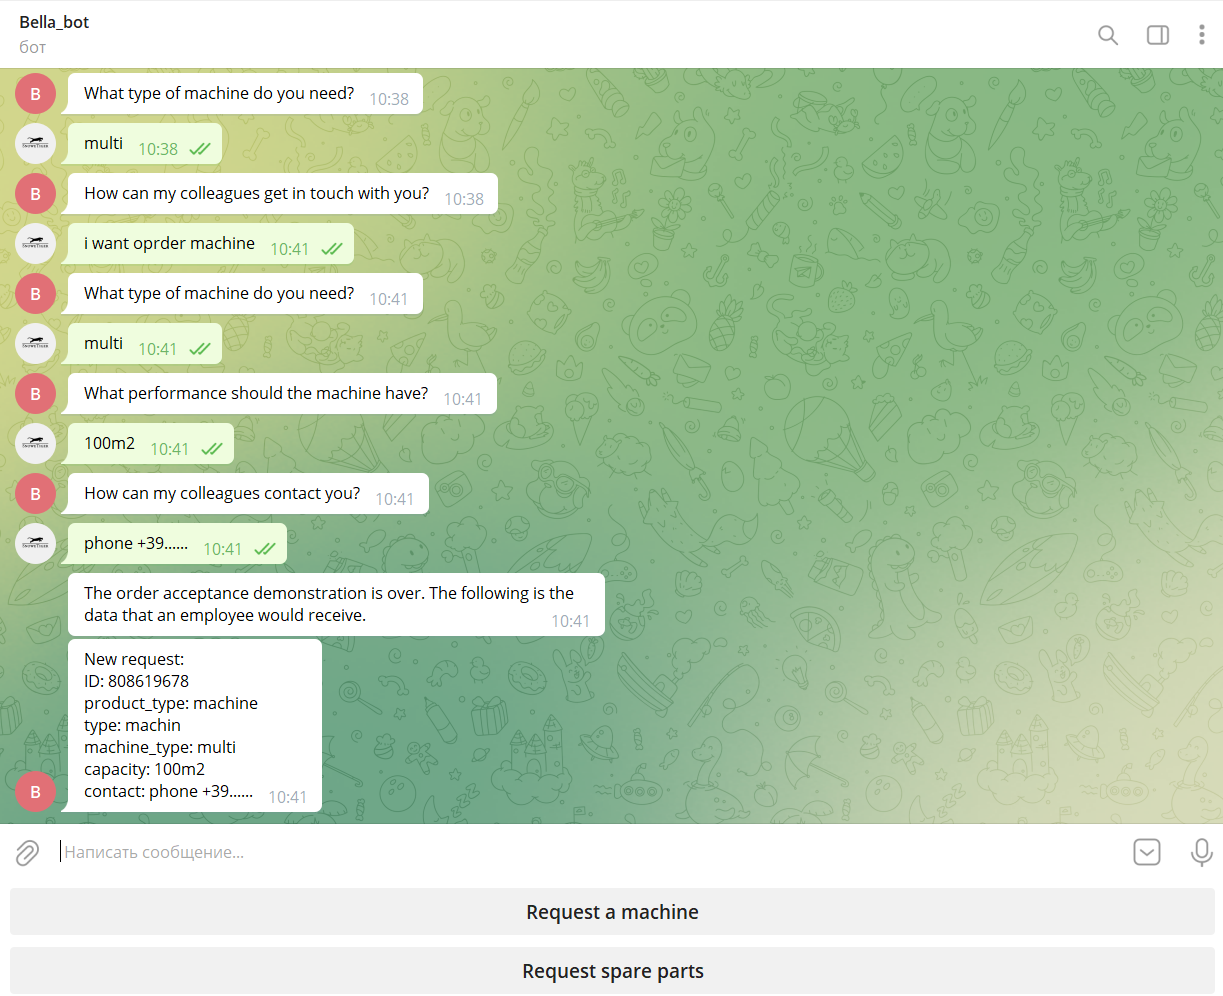 Bella_bot
бот
B
What type of machine do you need? 10:38
multi 10:38
B
How can my colleagues get in touch with you? 10:38
i want oprder machine 10:41
B
What type of machine do you need? 10:41
multi 10:41
B
What performance should the machine have? 10:41
100m2 10:41
B
How can my colleagues contact you? 10:41
phone +39...... 10:41
The order acceptance demonstration is over. The following is the
data that an employee would receive. 10:41
New request:
ID: 808619678
product_type: machine
type: machin
machine_type: multi
capacity: 100m2
B
contact: phone +39...... 10:41
Написать сообщение...
Request a machine
Request spare parts